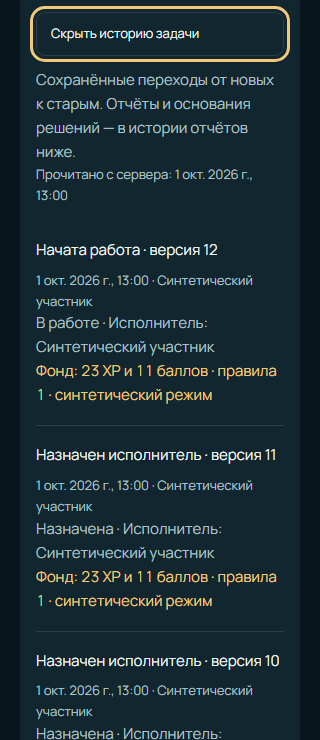 Скрыть историю задачи
Сохранённые переходы от новых
к старым. Отчёты и основания
решений — в истории отчётов
ниже.
Прочитано с сервера: 1 окт. 2026 г.,
13:00
Начата работа · версия 12
1 окт. 2026 г., 13:00 · Синтетический
участник
В работе · Исполнитель:
Синтетический участник
Фонд: 23 XP и 11 баллов · правила
1 · синтетический режим
Назначен исполнитель · версия 11
1 окт. 2026 г., 13:00 · Синтетический
участник
Назначена · Исполнитель:
Синтетический участник
Фонд: 23 XP и 11 баллов · правила
1 · синтетический режим
Назначен исполнитель · версия 10
1 окт. 2026 г., 13:00 · Синтетический
участник
Назначена · Исполнитель: